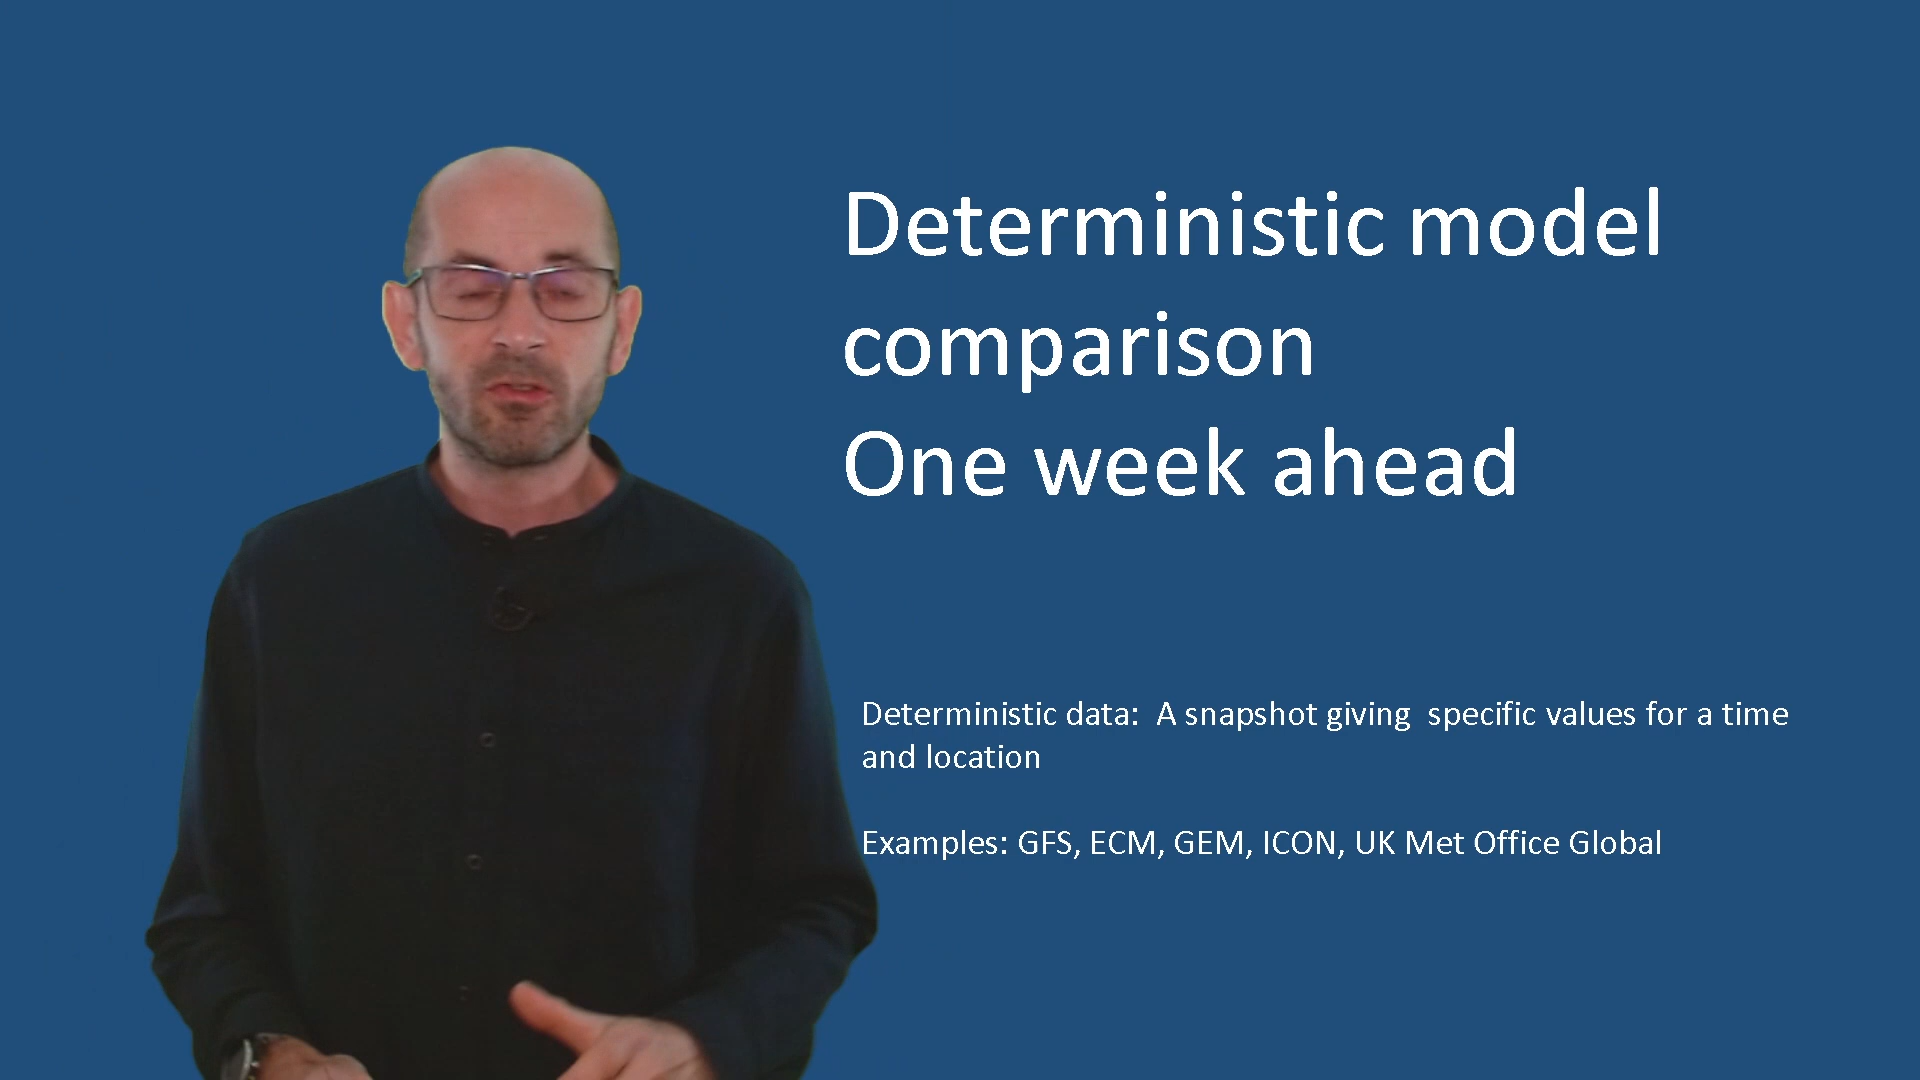 Deterministic model
comparison
One week ahead
Deterministic data:  A snapshot giving  specific values for a time
and location
Examples: GFS, ECM, GEM, ICON, UK Met Office Global